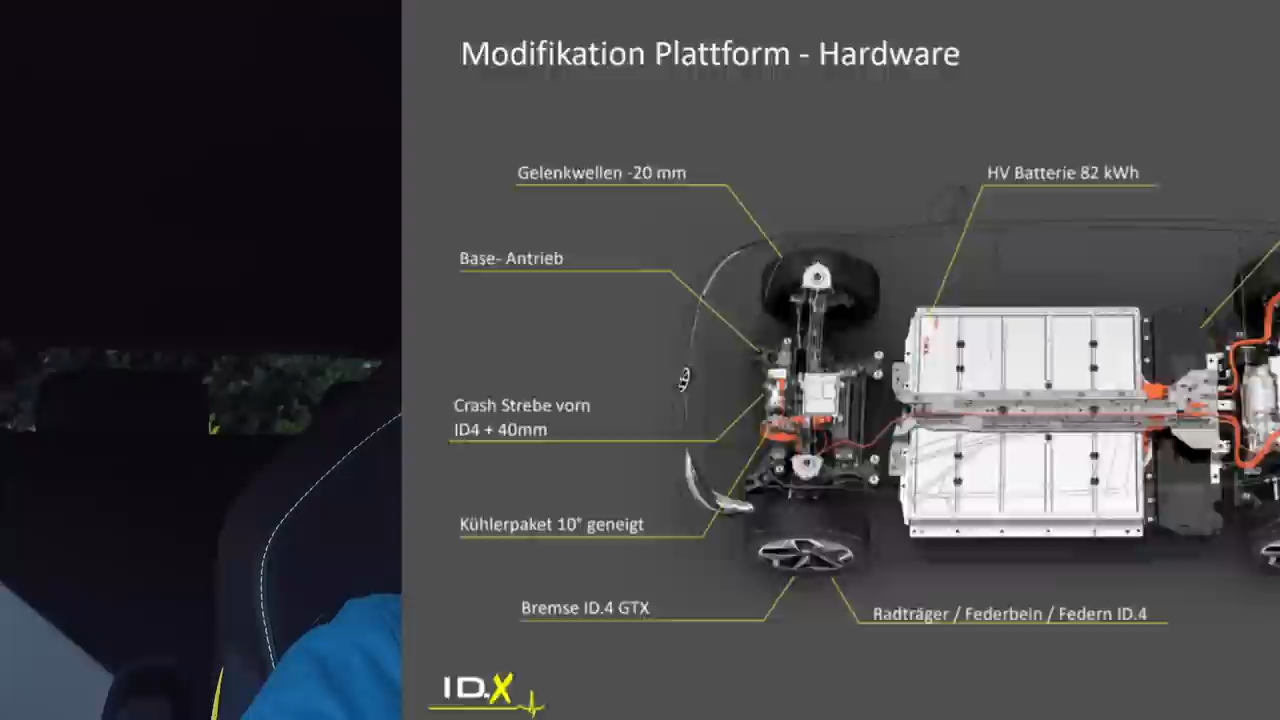 Modifikation Plattform - Hardware
Gelenkwellen -20 mm
HV Batterie 82 kWh
Base- Antrieb
Crash Strebe vorn
ID4 + 40mm
Kühlerpaket 10° geneigt
Bremse ID.4 GTX
Radträger / Federbein / Federn ID.4
ID.X